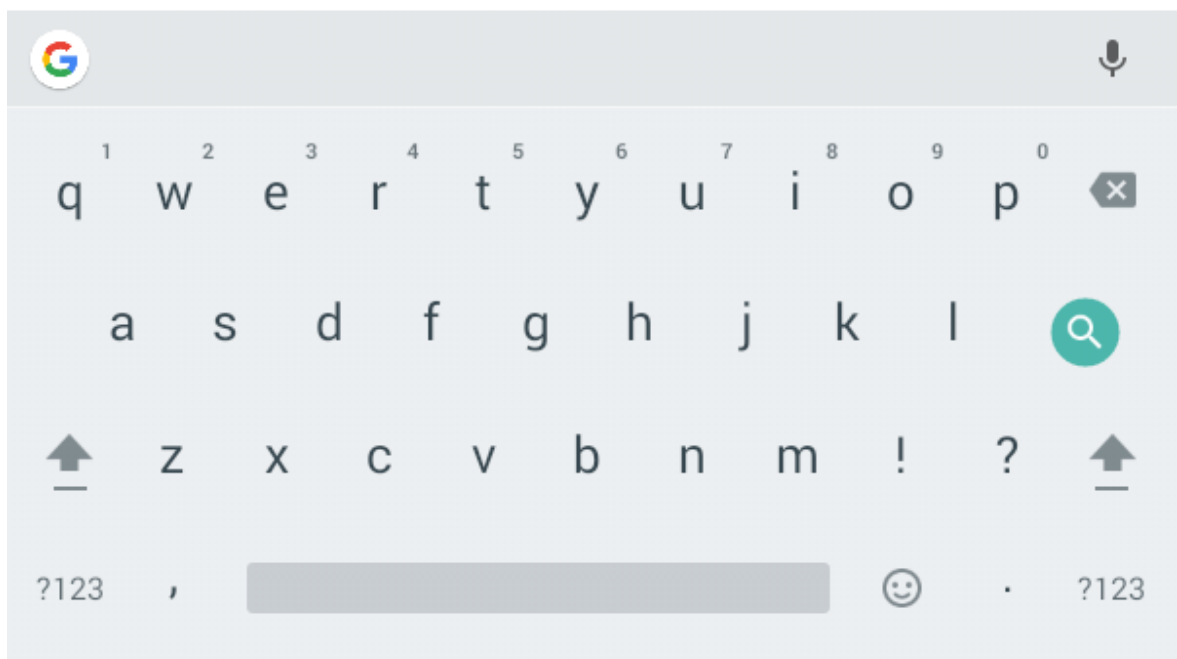 G
1 2 3 4 5 6 7 8 9 0
q w e r t y u i o p
a s d f g h j k l
z x c v b n m ! ?
?123 , . ?123